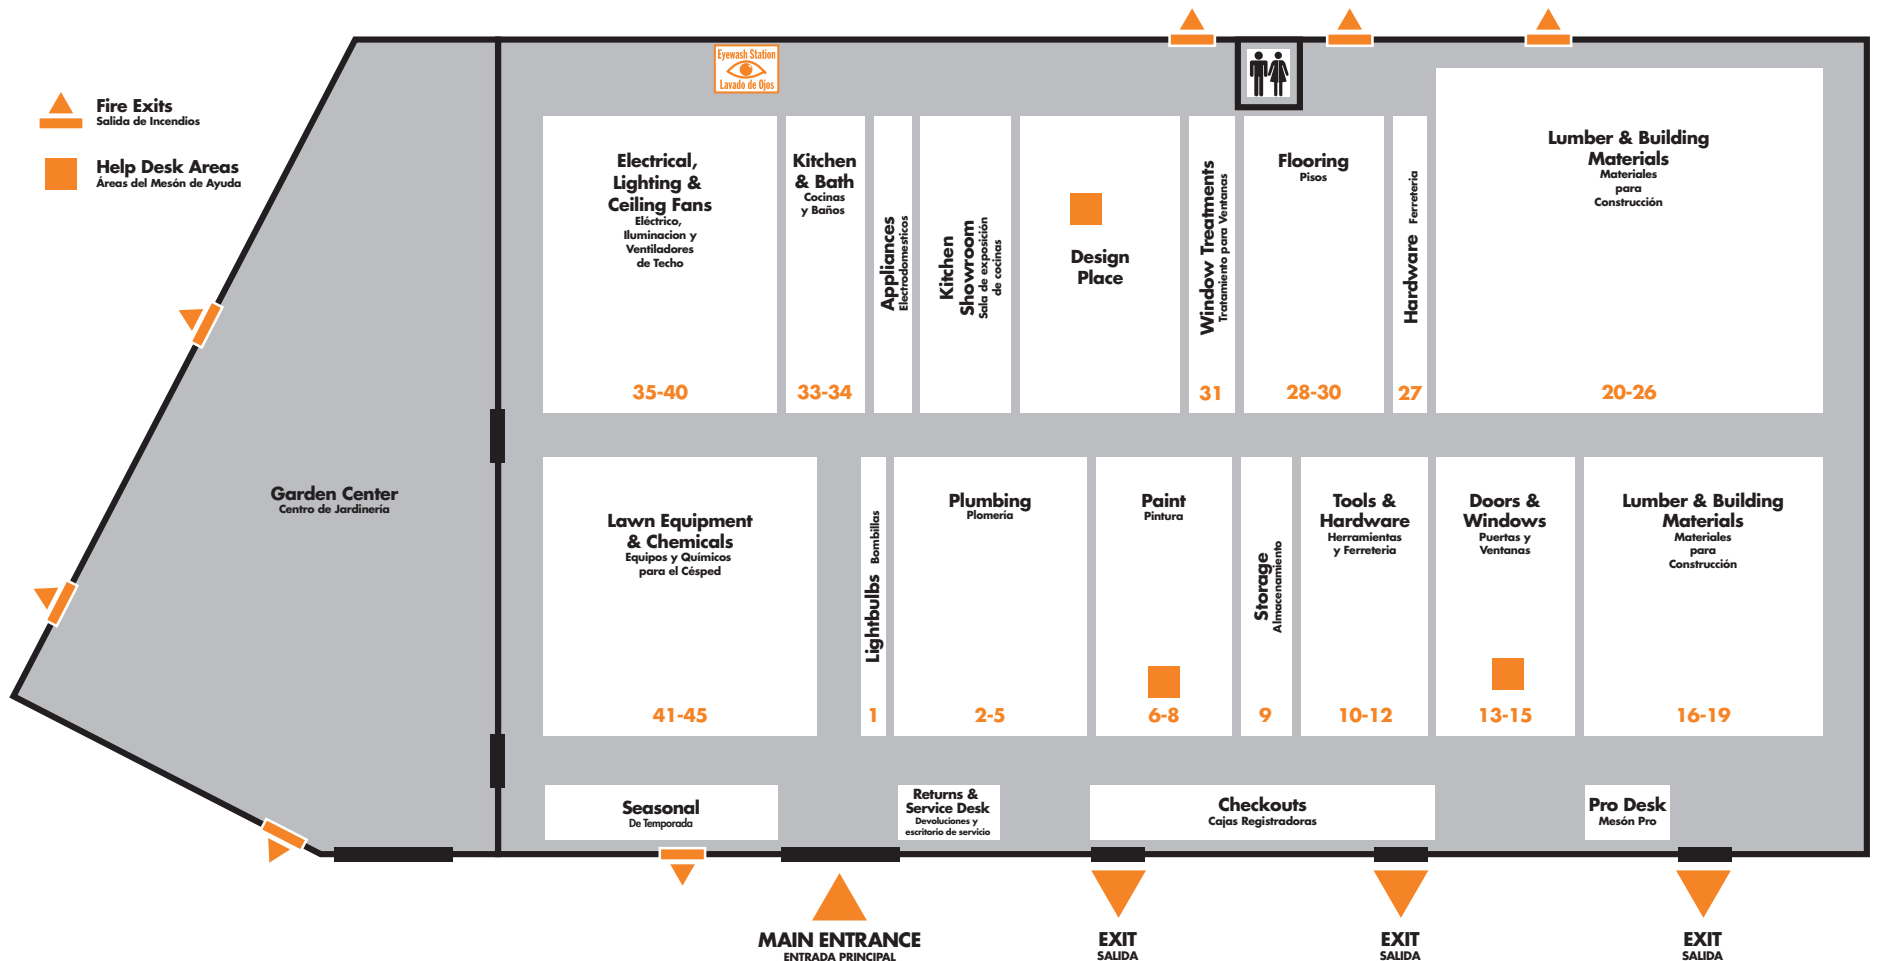 Eyewash Station
Lavado de Ojos
Fire Exits
Salida de Incendios
Help Desk Areas
Áreas del Mesón de Ayuda
Electrical,
Lighting &
Ceiling Fans
Eléctrico,
Iluminacion y
Ventiladores
de Techo
35-40
Kitchen
& Bath
Cocinas
y Baños
33-34
Appliances
Electrodomesticos
Kitchen
Showroom
Sala de exposición
de cocinas
Design
Place
Window Treatments
Tratamiento para Ventanas
31
Flooring
Pisos
28-30
Hardware Ferreteria
27
Lumber & Building
Materials
Materiales
para
Construcción
20-26
Garden Center
Centro de Jardinería
Lawn Equipment
& Chemicals
Equipos y Químicos
para el Césped
41-45
Lightbulbs Bombillas
1
Plumbing
Plomería
2-5
Paint
Pintura
6-8
Storage
Almacenamiento
9
Tools &
Hardware
Herramientas
y Ferreteria
10-12
Doors &
Windows
Puertas y
Ventanas
13-15
Lumber & Building
Materials
Materiales
para
Construcción
16-19
Seasonal
De Temporada
Returns &
Service Desk
Devoluciones y
escritorio de servicio
Checkouts
Cajas Registradoras
Pro Desk
Mesón Pro
MAIN ENTRANCE
ENTRADA PRINCIPAL
EXIT
SALIDA
EXIT
SALIDA
EXIT
SALIDA